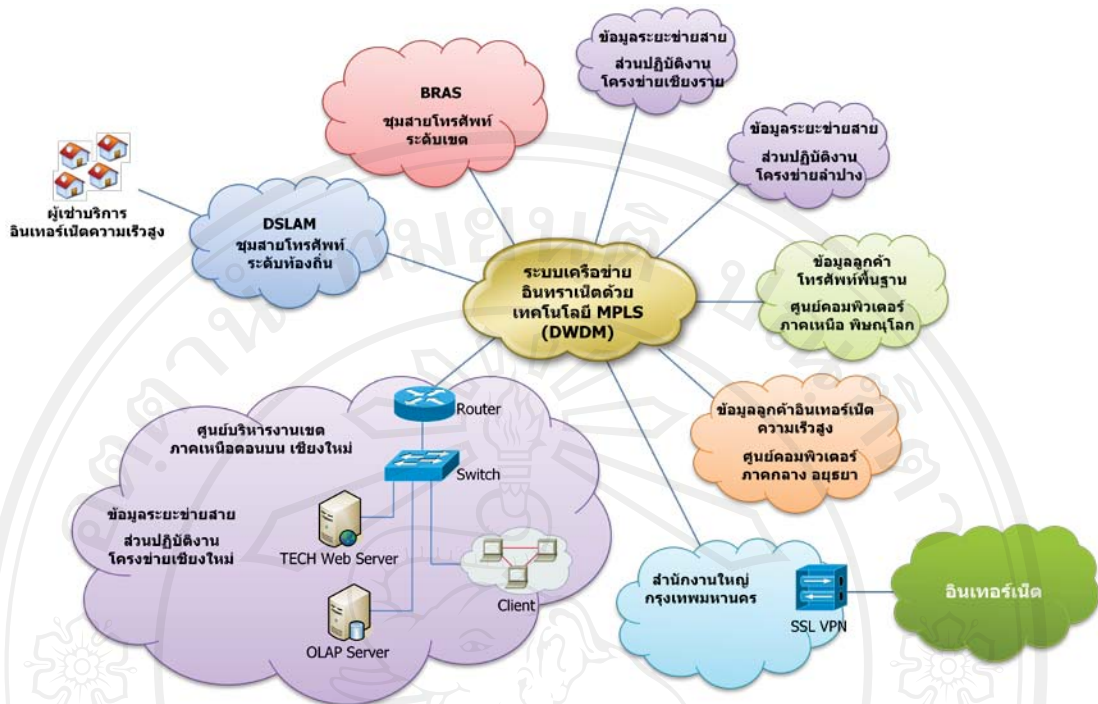 ข้อมูลระยะข่ายสาย
ส่วนปฏิบัติงาน
โครงข่ายเชียงราย
BRAS
ชุมสายโทรศัพท์
ระดับเขต
ข้อมูลระยะข่ายสาย
ส่วนปฏิบัติงาน
โครงข่ายลำปาง
ผู้เช่าบริการ
อินเทอร์เน็ตความเร็วสูง
DSLAM
ชุมสายโทรศัพท์
ระดับท้องถิ่น
ระบบเครือข่าย
อินทราเน็ตด้วย
เทคโนโลยี MPLS
(DWDM)
ข้อมูลลูกค้า
โทรศัพท์พื้นฐาน
ศูนย์คอมพิวเตอร์
ภาคเหนือ พิษณุโลก
Router
ศูนย์บริหารงานเขต
ภาคเหนือตอนบน เชียงใหม่
Switch
ข้อมูลลูกค้าอินเทอร์เน็ต
ความเร็วสูง
ศูนย์คอมพิวเตอร์
ภาคกลาง อยุธยา
ข้อมูลระยะข่ายสาย
ส่วนปฏิบัติงาน
โครงข่ายเชียงใหม่
TECH Web Server
Client
OLAP Server
สำนักงานใหญ่
กรุงเทพมหานคร
SSL VPN
อินเทอร์เน็ต